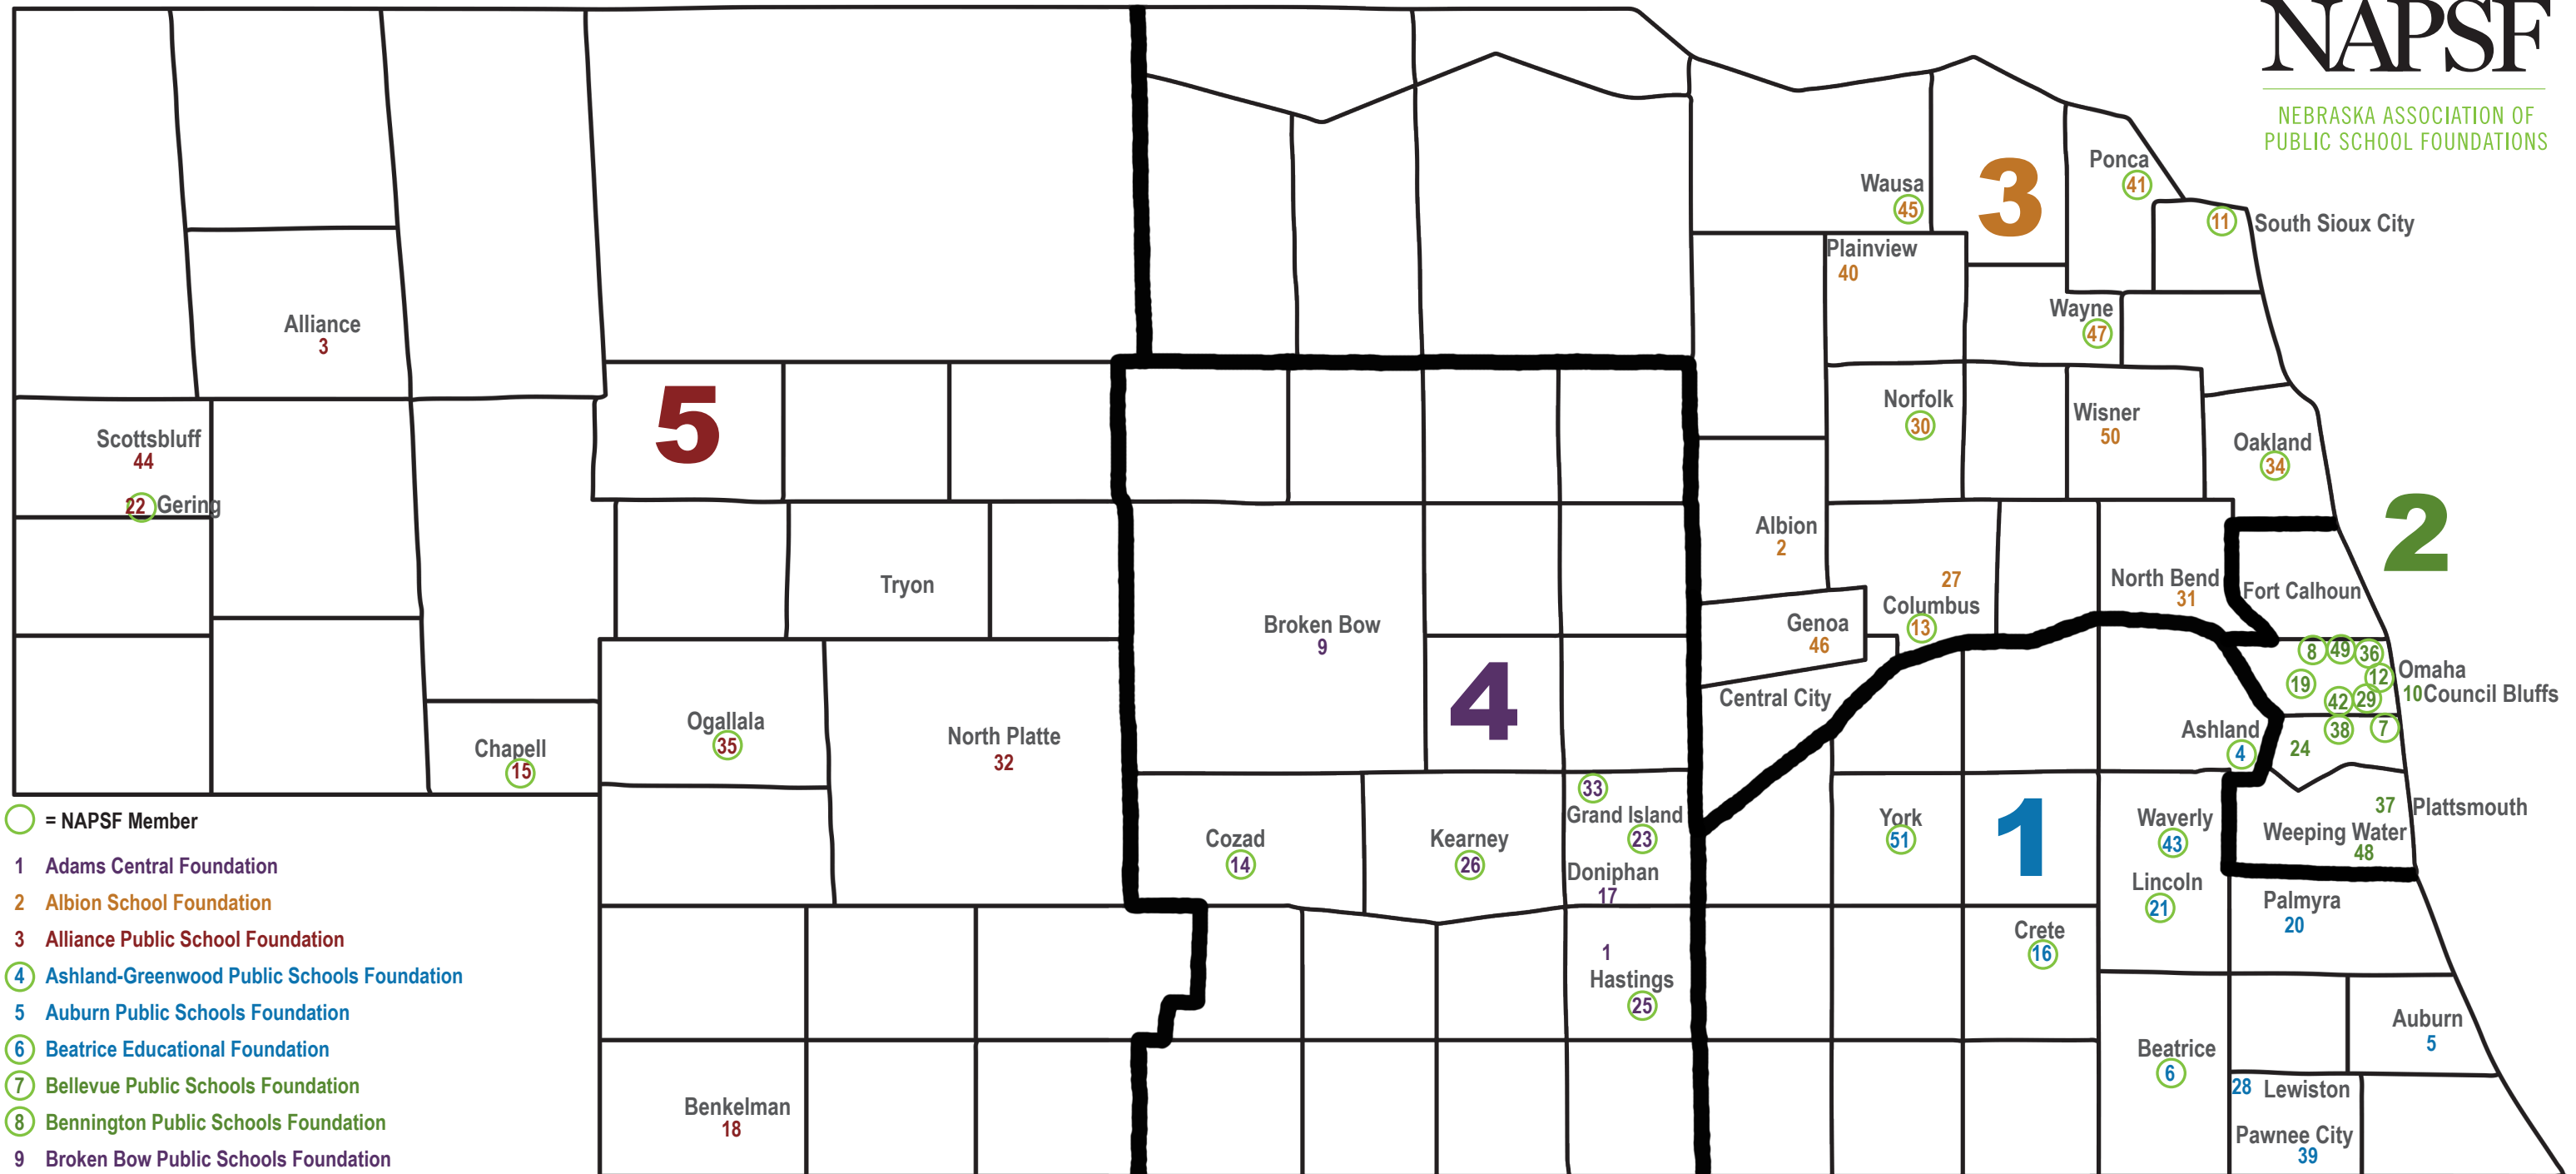 NAPSF
NEBRASKA ASSOCIATION OF
PUBLIC SCHOOL FOUNDATIONS
Ponca
41
Wausa
45
3
11 South Sioux City
Plainview
40
Wayne
47
Alliance
3
5
Norfolk
30
Wisner
50
Scottsbluff
44
Oakland
34
22 Gering
2
Albion
2
Tryon
27
Columbus
13
North Bend
31
Fort Calhoun
Broken Bow
9
Genoa
46
4
8 49 36
Omaha
12
19
10 Council Bluffs
42 29
Central City
Ogallala
35
North Platte
32
Chapell
15
Ashland
4
38 7
24
33
Grand Island
23
37 Plattsmouth
Weeping Water
48
Cozad
14
Kearney
26
York
51
1
Waverly
43
Doniphan
17
Lincoln
21
Palmyra
20
Crete
16
1
Hastings
25
Auburn
5
Beatrice
6
28 Lewiston
Benkelman
18
Pawnee City
39
= NAPSF Member
1 Adams Central Foundation
2 Albion School Foundation
3 Alliance Public School Foundation
4 Ashland-Greenwood Public Schools Foundation
5 Auburn Public Schools Foundation
6 Beatrice Educational Foundation
7 Bellevue Public Schools Foundation
8 Bennington Public Schools Foundation
9 Broken Bow Public Schools Foundation